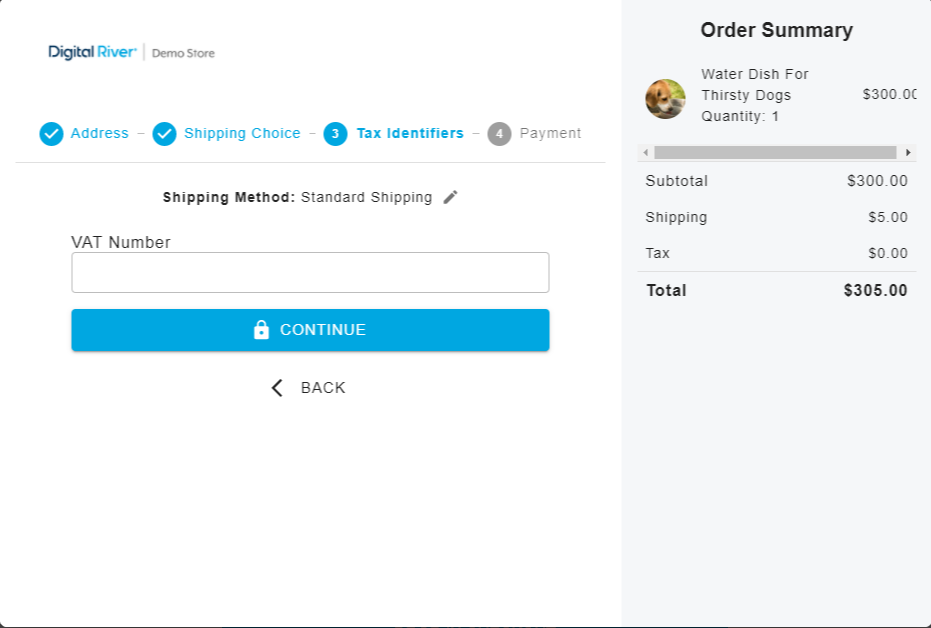 Digital River Demo Store
Address – Shipping Choice – 3 Tax Identifiers – 4 Payment
Shipping Method: Standard Shipping
VAT Number
CONTINUE
BACK
Order Summary
Water Dish For
Thirsty Dogs
Quantity: 1
$300.00
Subtotal $300.00
Shipping $5.00
Tax $0.00
Total $305.00